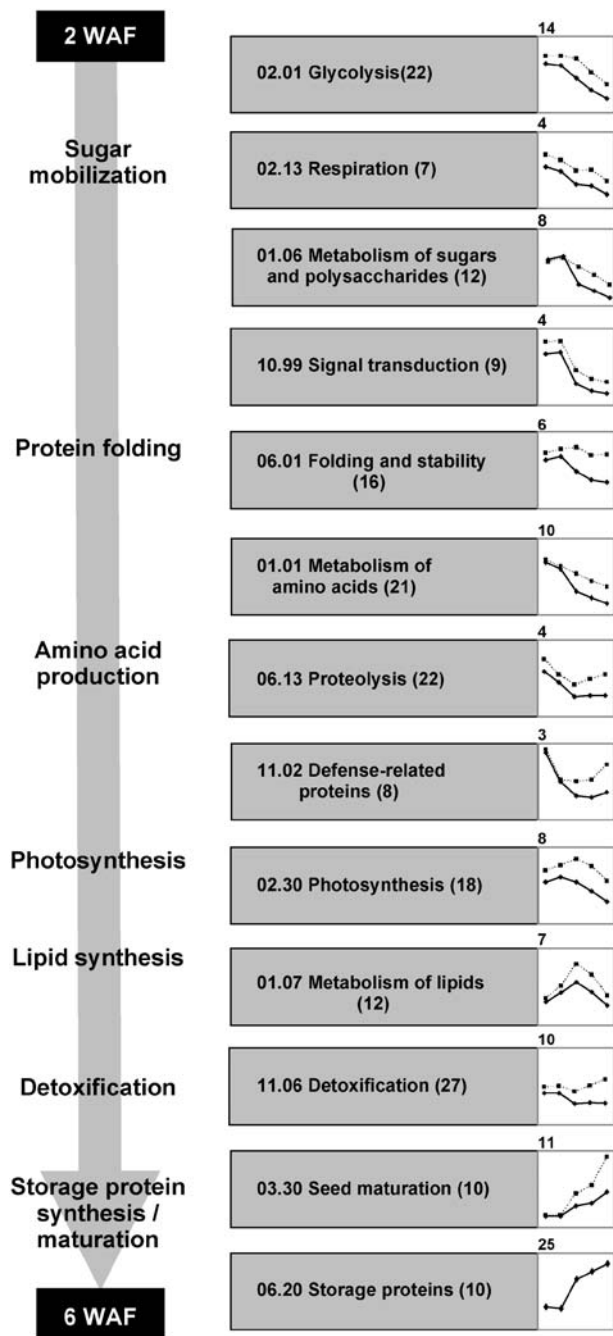 2 WAF
14
02.01 Glycolysis(22)
4
Sugar
mobilization
02.13 Respiration (7)
8
01.06 Metabolism of sugars
and polysaccharides (12)
4
10.99 Signal transduction (9)
6
Protein folding
06.01 Folding and stability
(16)
10
01.01 Metabolism of
amino acids (21)
4
Amino acid
production
06.13 Proteolysis (22)
3
11.02 Defense-related
proteins (8)
8
Photosynthesis
02.30 Photosynthesis (18)
7
Lipid synthesis
01.07 Metabolism of lipids
(12)
10
Detoxification
11.06 Detoxification (27)
11
Storage protein
synthesis /
maturation
03.30 Seed maturation (10)
25
06.20 Storage proteins (10)
6 WAF